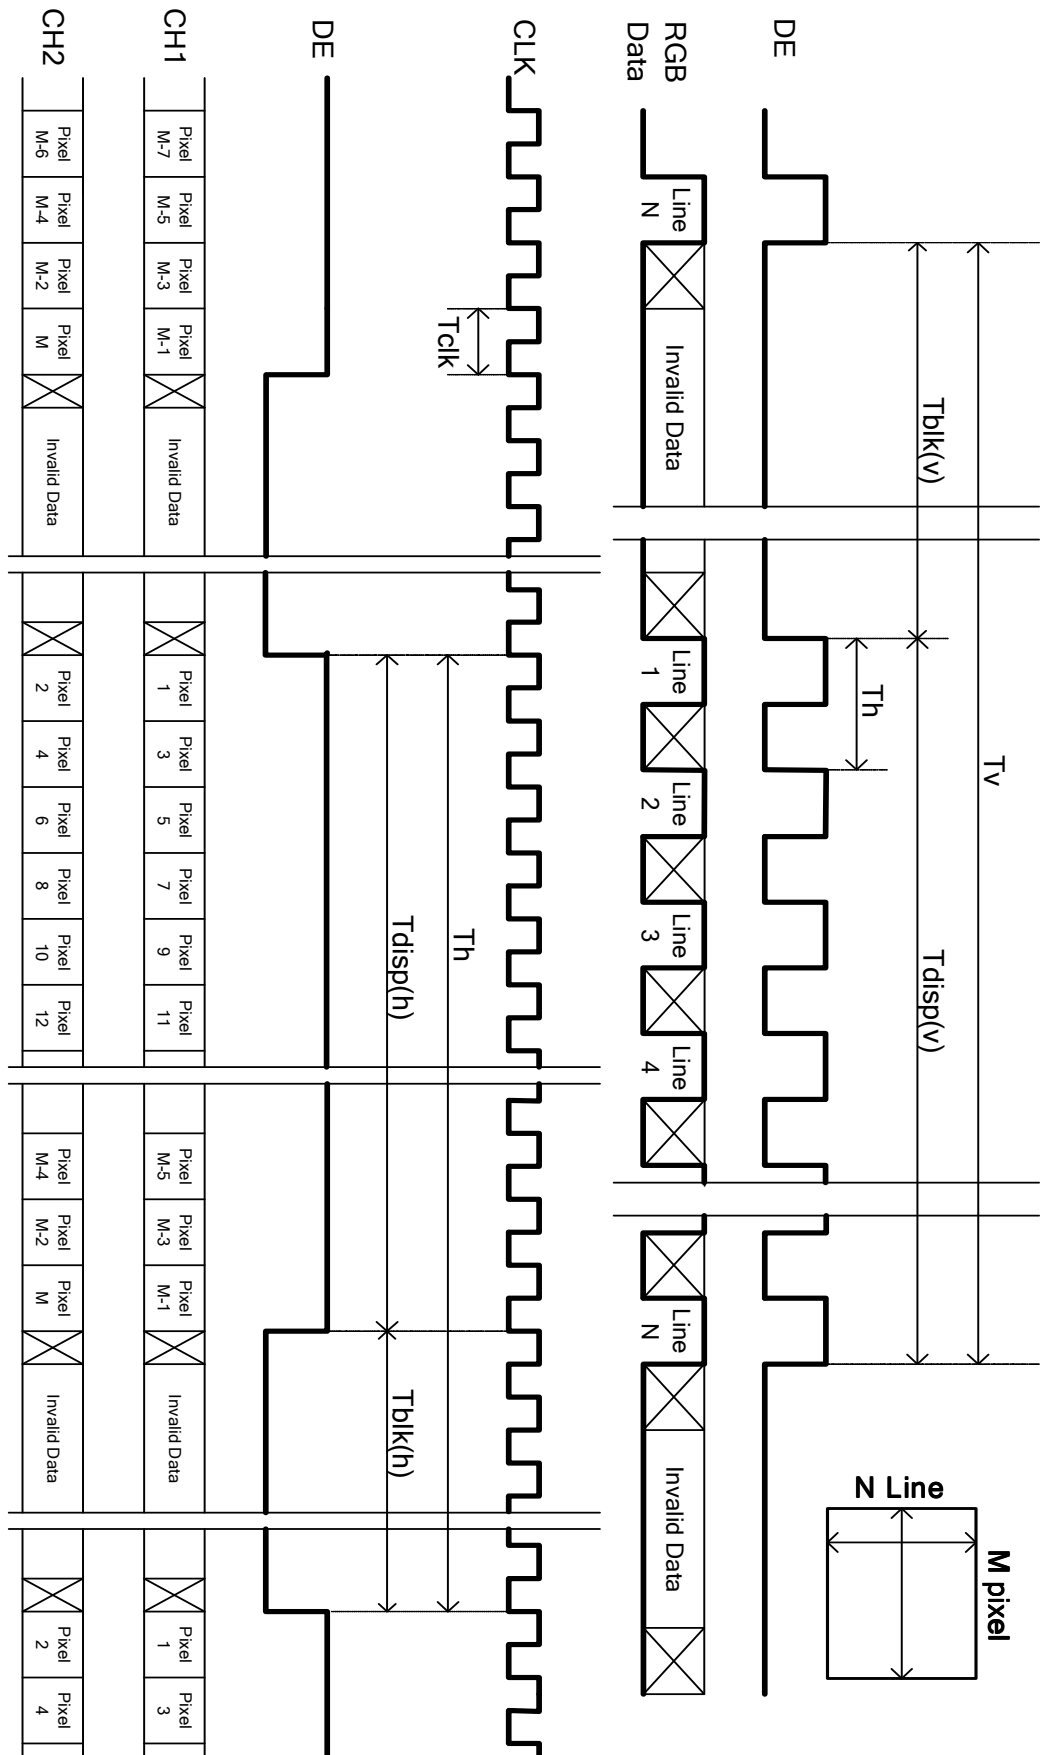 Tv
Tblk(v)
Tdisp(v)
Th
N Line
M pixel
DE
RGB
Data
Line
N
Invalid Data
Line
1
Line
2
Line
3
Line
4
Line
N
Invalid Data
CLK
Tclk
Th
Tdisp(h)
Tblk(h)
DE
CH1
Pixel
M-7
Pixel
M-5
Pixel
M-3
Pixel
M-1
Invalid Data
Pixel
1
Pixel
3
Pixel
5
Pixel
7
Pixel
9
Pixel
11
Pixel
M-5
Pixel
M-3
Pixel
M-1
Invalid Data
Pixel
1
Pixel
3
CH2
Pixel
M-6
Pixel
M-4
Pixel
M-2
Pixel
M
Invalid Data
Pixel
2
Pixel
4
Pixel
6
Pixel
8
Pixel
10
Pixel
12
Pixel
M-4
Pixel
M-2
Pixel
M
Invalid Data
Pixel
2
Pixel
4